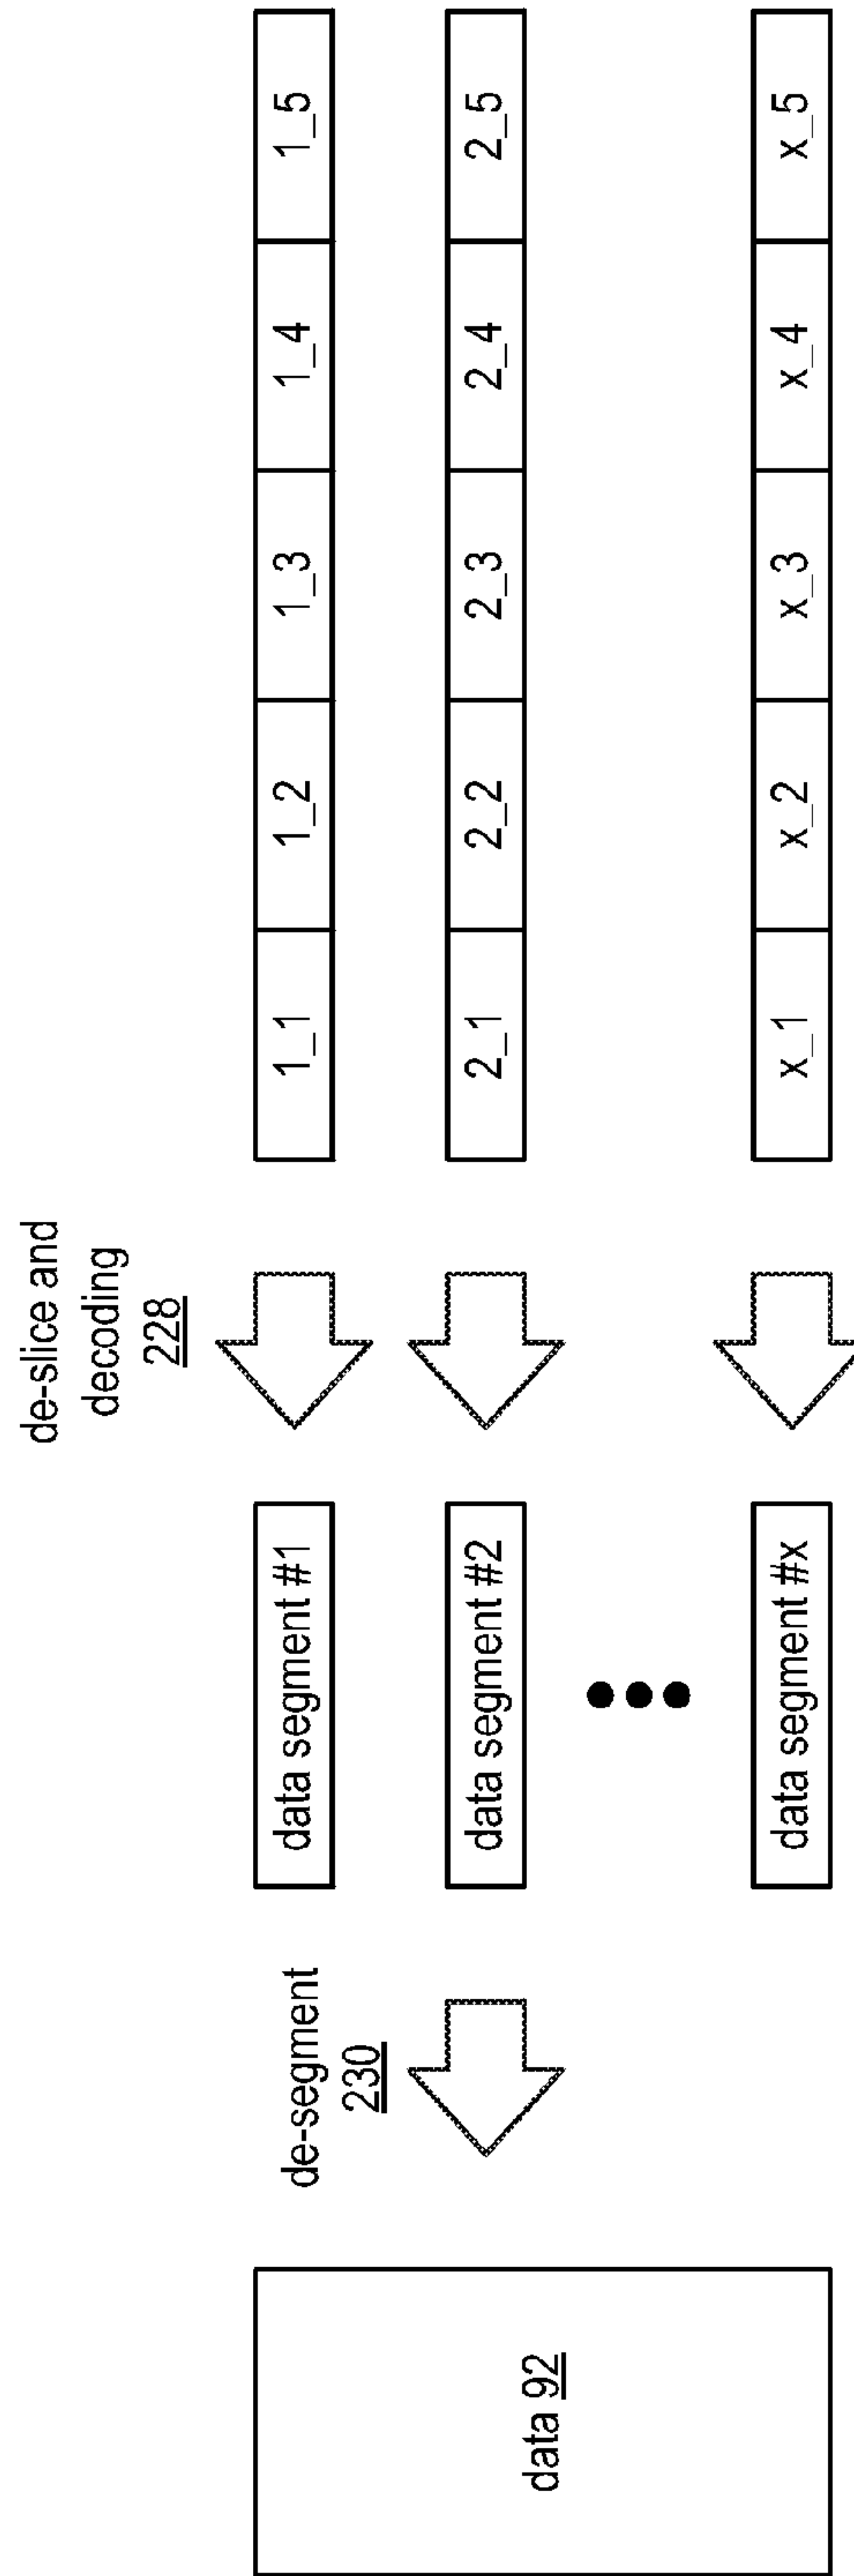 de-slice and
decoding
228
de-segment
230
data segment #1
1_1 1_2 1_3 1_4 1_5
data 92
data segment #2
2_1 2_2 2_3 2_4 2_5
data segment #x
x_1 x_2 x_3 x_4 x_5